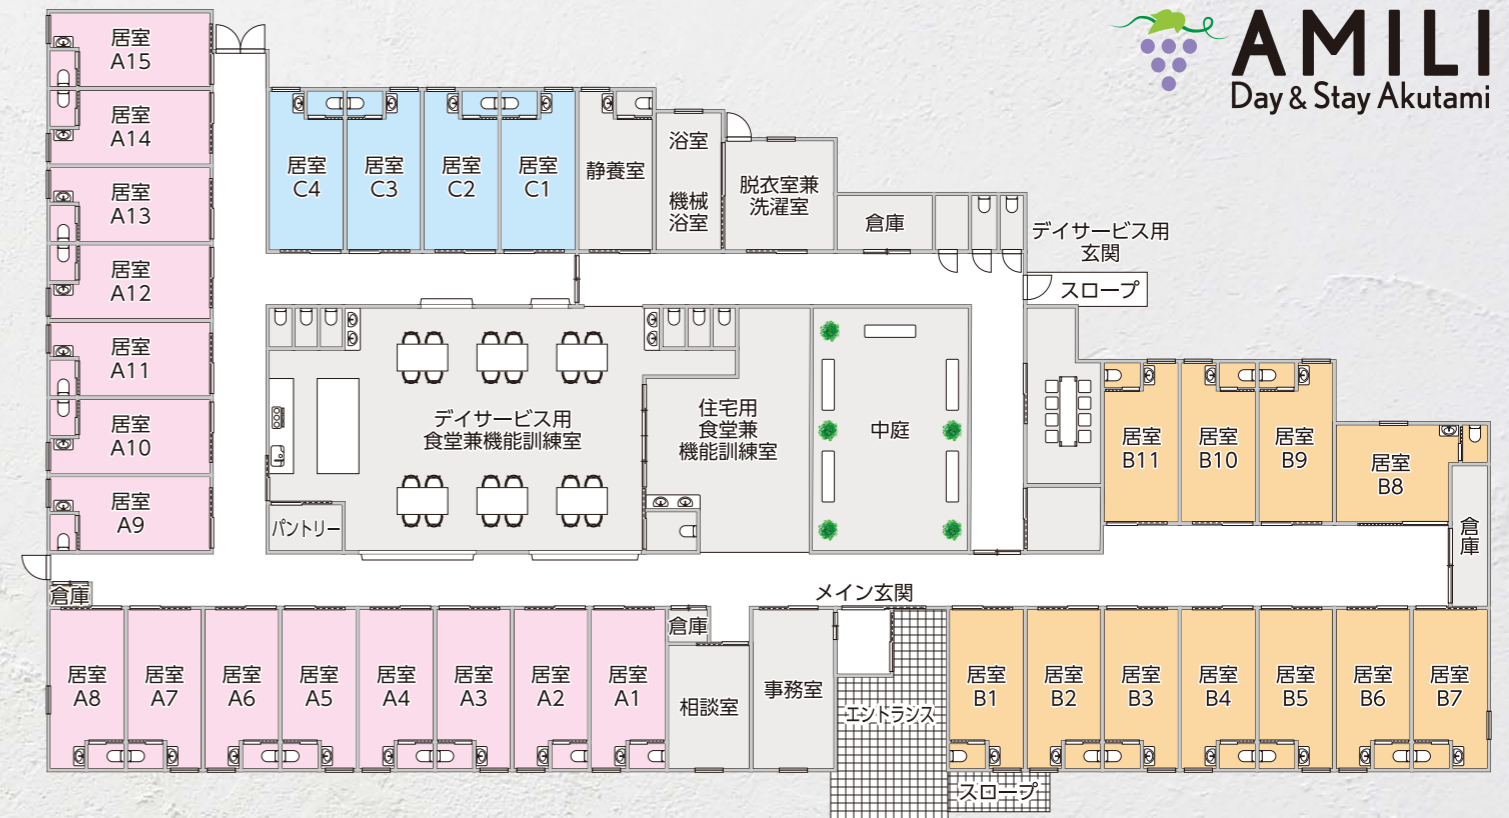 AMILI
Day & Stay Akutami
居室
A15
居室
A14
居室
A13
居室
A12
居室
A11
居室
A10
居室
A9
居室
C4
居室
C3
居室
C2
居室
C1
静養室
浴室
機械
浴室
脱衣室兼
洗濯室
倉庫
デイサービス用
玄関
スロープ
デイサービス用
食堂兼機能訓練室
パントリー
住宅用
食堂兼
機能訓練室
中庭
居室
B11
居室
B10
居室
B9
居室
B8
倉庫
倉庫
メイン玄関
居室
A8
居室
A7
居室
A6
居室
A5
居室
A4
居室
A3
居室
A2
居室
A1
倉庫
相談室
事務室
エントランス
居室
B1
居室
B2
居室
B3
居室
B4
居室
B5
居室
B6
居室
B7
スロープ